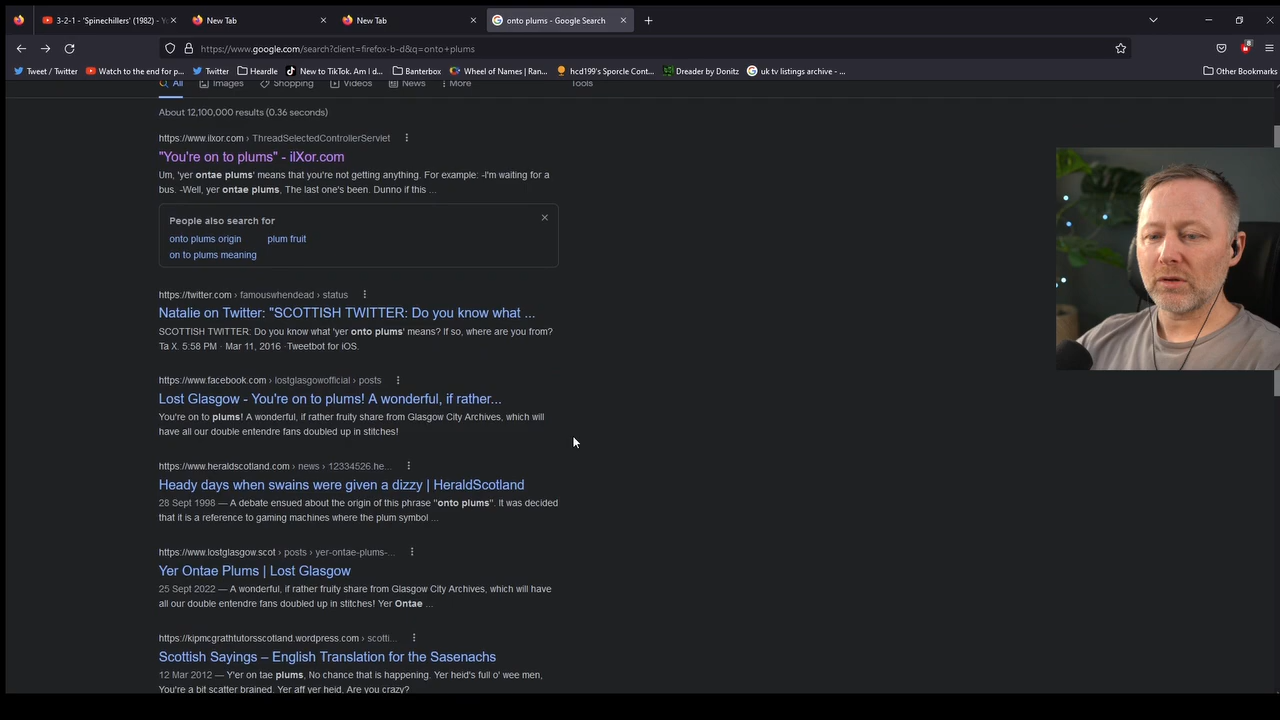 3-2-1 - 'Spinechillers' (1982) - Y
New Tab
New Tab
onto plums - Google Search
https://www.google.com/search?client=firefox-b-d&q=onto+plums
8
Tweet / Twitter
Watch to the end for p...
Twitter
Heardle
New to TikTok. Am I d...
Banterbox
Wheel of Names | Ran...
hcd199's Sporcle Cont...
Dreader by Donitz
uk tv listings archive - ...
Other Bookmarks
All
Images
Shopping
Videos
News
More
Tools
About 12,100,000 results (0.36 seconds)
https://www.ilxor.com › ThreadSelectedControllerServlet
"You're on to plums" - ilXor.com
Um, 'yer ontae plums' means that you're not getting anything. For example: -I'm waiting for a
bus. -Well, yer ontae plums, The last one's been. Dunno if this ...
People also search for
onto plums origin
plum fruit
on to plums meaning
https://twitter.com › famouswhendead › status
Natalie on Twitter: "SCOTTISH TWITTER: Do you know what ...
SCOTTISH TWITTER: Do you know what 'yer onto plums' means? If so, where are you from?
Ta X. 5:58 PM · Mar 11, 2016 ·Tweetbot for iOS.
https://www.facebook.com › lostglasgowofficial › posts
Lost Glasgow - You're on to plums! A wonderful, if rather...
You're on to plums! A wonderful, if rather fruity share from Glasgow City Archives, which will
have all our double entendre fans doubled up in stitches!
https://www.heraldscotland.com › news › 12334526.he...
Heady days when swains were given a dizzy | HeraldScotland
28 Sept 1998 — A debate ensued about the origin of this phrase "onto plums". It was decided
that it is a reference to gaming machines where the plum symbol ...
https://www.lostglasgow.scot › posts › yer-ontae-plums-...
Yer Ontae Plums | Lost Glasgow
25 Sept 2022 — A wonderful, if rather fruity share from Glasgow City Archives, which will have
all our double entendre fans doubled up in stitches! Yer Ontae ...
https://kipmcgrathtutorsscotland.wordpress.com › scotti...
Scottish Sayings – English Translation for the Sasenachs
12 Mar 2012 — Y'er on tae plums, No chance that is happening. Yer heid's full o' wee men,
You're a bit scatter brained. Yer aff yer heid, Are you crazy?